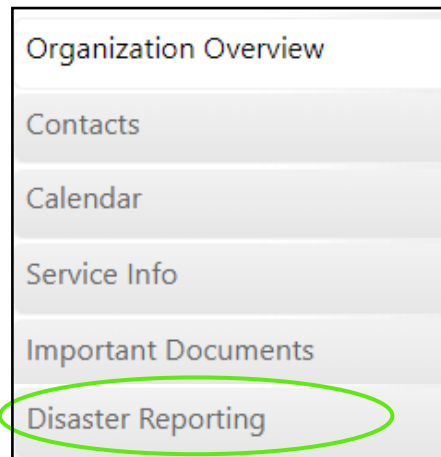 Organization Overview
Contacts
Calendar
Service Info
Important Documents
Disaster Reporting